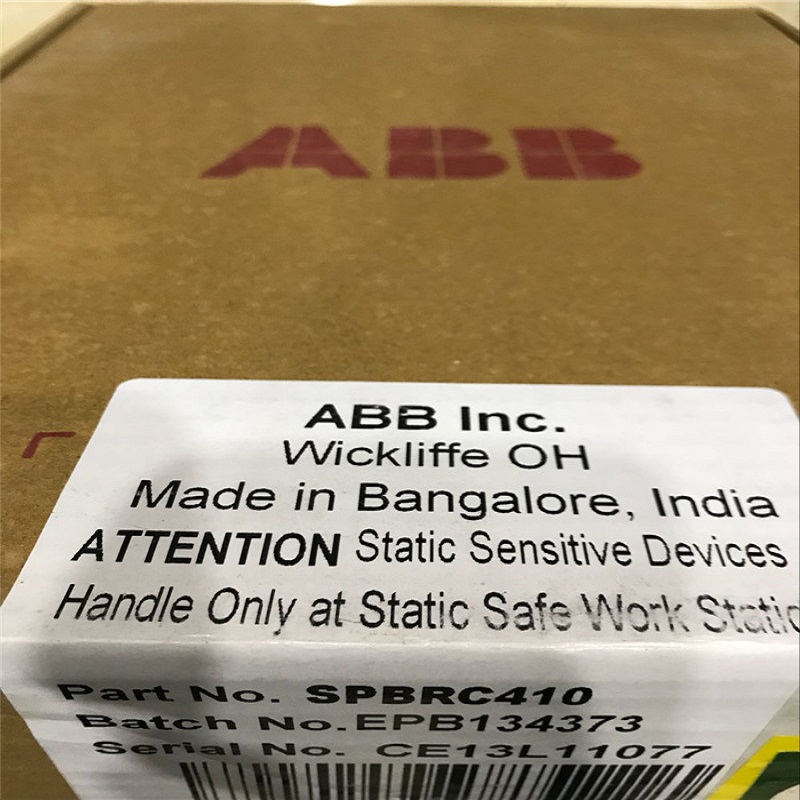 ABB
ABB Inc.
Wickliffe OH
Made in Bangalore, India
ATTENTION Static Sensitive Devices
Handle Only at Static Safe Work Static
Part No. SPBRC410
Batch No.EPB134373
Serial No. CE13L11077